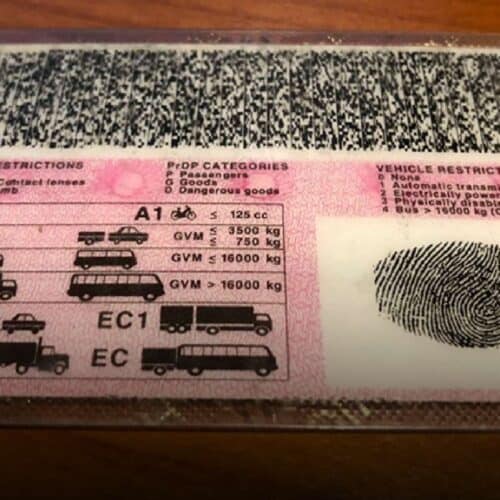 ESTRICTIONS
Contact lenses
mb
PrDP CATEGORIES
P Passengers
G Goods
D Dangerous goods
VEHICLE RESTRICT
0 None
1 Automatic transmi
2 Electrically powe
3 Physically disab
4 Bus > 16000 kg
A1 ≤ 125 cc
GVM ≤ 3500 kg
≤ 750 kg
GVM ≤ 16000 kg
GVM > 16000 kg
EC1
EC